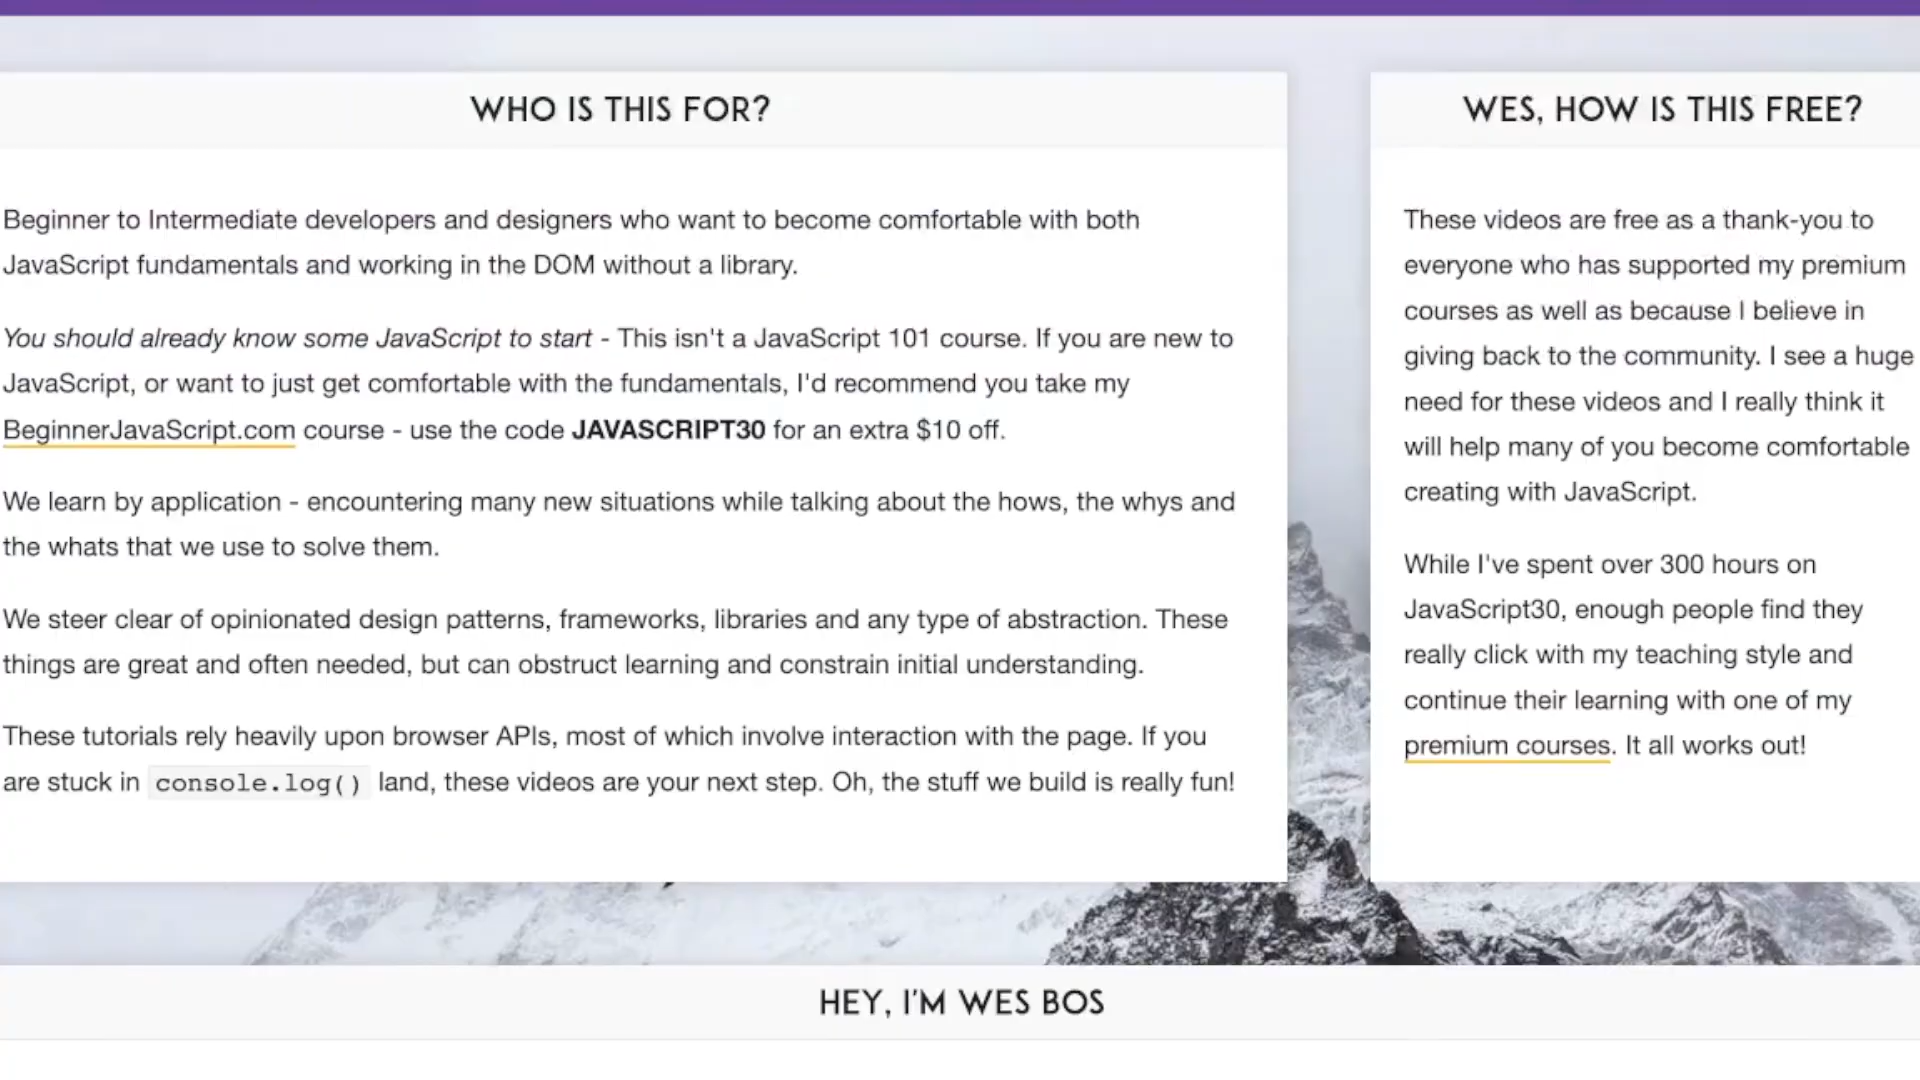 WHO IS THIS FOR?
Beginner to Intermediate developers and designers who want to become comfortable with both
JavaScript fundamentals and working in the DOM without a library.
You should already know some JavaScript to start - This isn't a JavaScript 101 course. If you are new to
JavaScript, or want to just get comfortable with the fundamentals, I'd recommend you take my
BeginnerJavaScript.com course - use the code JAVASCRIPT30 for an extra $10 off.
We learn by application - encountering many new situations while talking about the hows, the whys and
the whats that we use to solve them.
We steer clear of opinionated design patterns, frameworks, libraries and any type of abstraction. These
things are great and often needed, but can obstruct learning and constrain initial understanding.
These tutorials rely heavily upon browser APIs, most of which involve interaction with the page. If you
are stuck in console.log() land, these videos are your next step. Oh, the stuff we build is really fun!
WES, HOW IS THIS FREE?
These videos are free as a thank-you to
everyone who has supported my premium
courses as well as because I believe in
giving back to the community. I see a huge
need for these videos and I really think it
will help many of you become comfortable
creating with JavaScript.
While I've spent over 300 hours on
JavaScript30, enough people find they
really click with my teaching style and
continue their learning with one of my
premium courses. It all works out!
HEY, I'M WES BOS